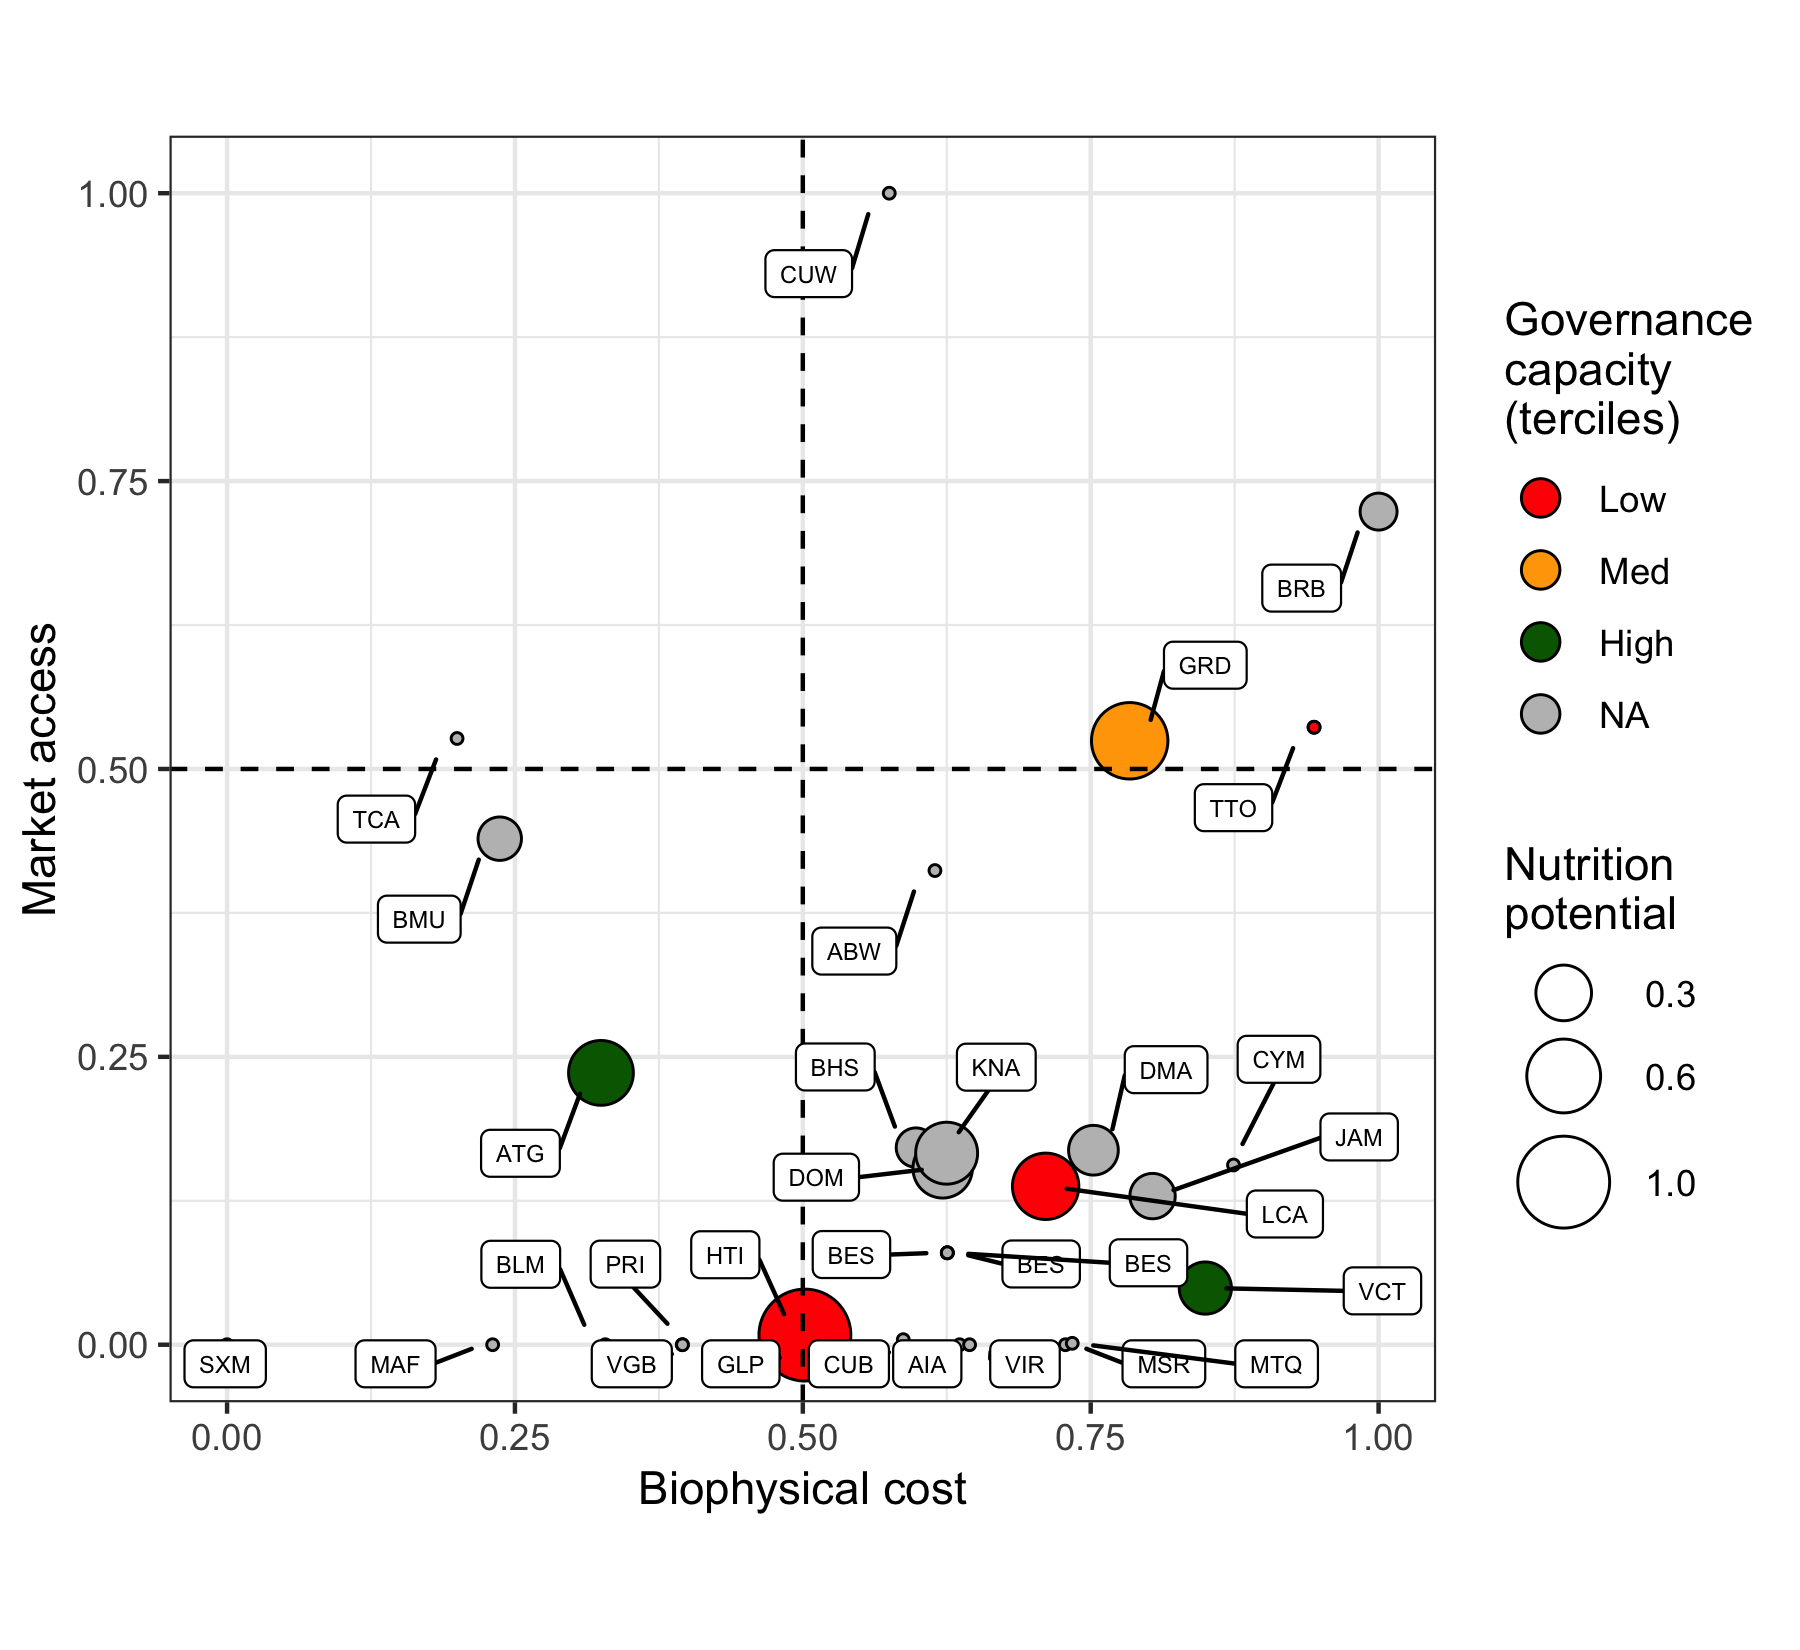 1.00
0.75
0.50
0.25
0.00
Market access
CUW
BRB
GRD
TTO
TCA
BMU
ABW
BHS
KNA
DMA
CYM
JAM
ATG
DOM
LCA
BLM
PRI
HTI
BES
BES
BES
VCT
SXM
MAF
VGB
GLP
CUB
AIA
VIR
MSR
MTQ
0.00
0.25
0.50
0.75
1.00
Biophysical cost
Governance
capacity
(terciles)
Low
Med
High
NA
Nutrition
potential
0.3
0.6
1.0